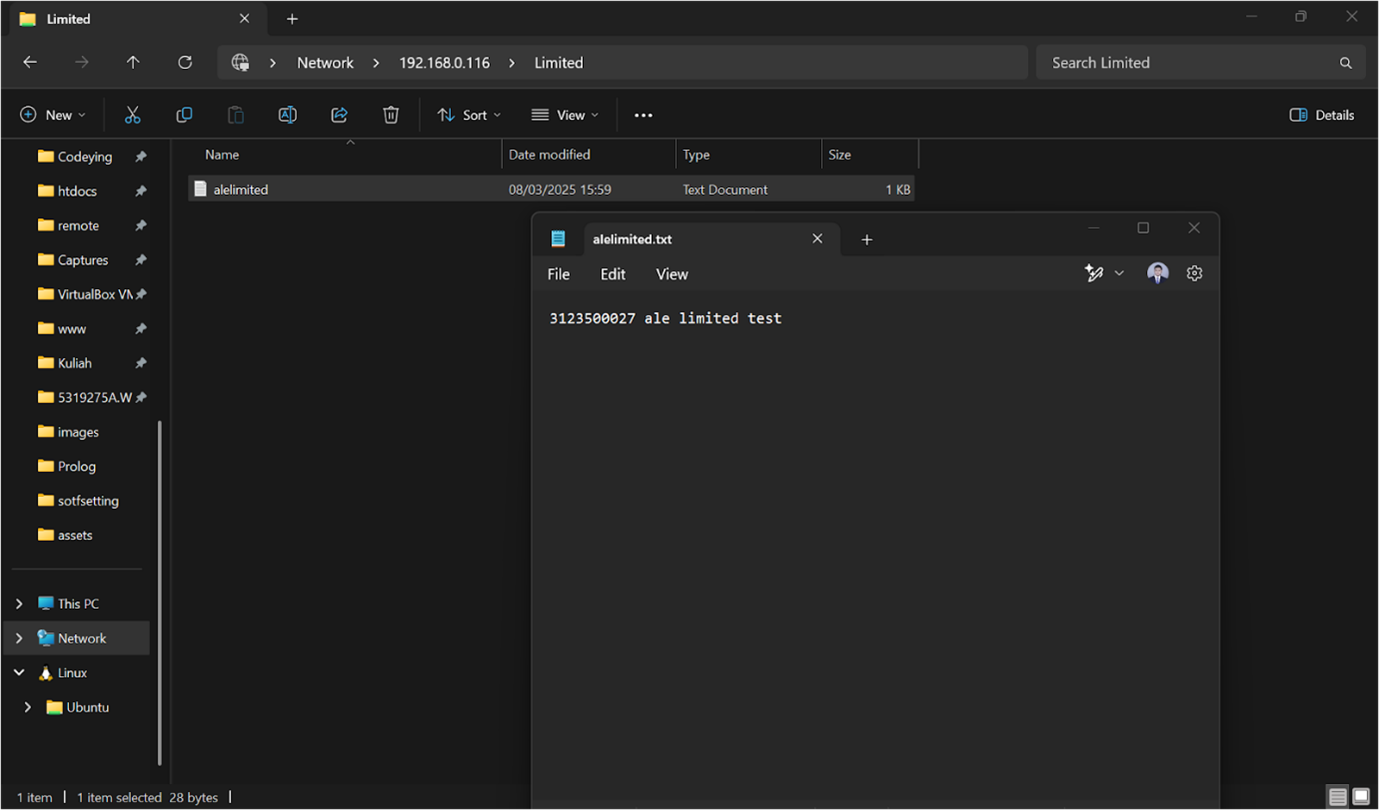 Limited
Network > 192.168.0.116 > Limited
Search Limited
New
Sort
View
Details
Codeying
htdocs
remote
Captures
VirtualBox VM
www
Kuliah
5319275A.W
images
Prolog
sotfsetting
assets
This PC
Network
Linux
Ubuntu
Name Date modified Type Size
alelimited 08/03/2025 15:59 Text Document 1 KB
alelimited.txt
File Edit View
3123500027 ale limited test
1 item 1 item selected 28 bytes